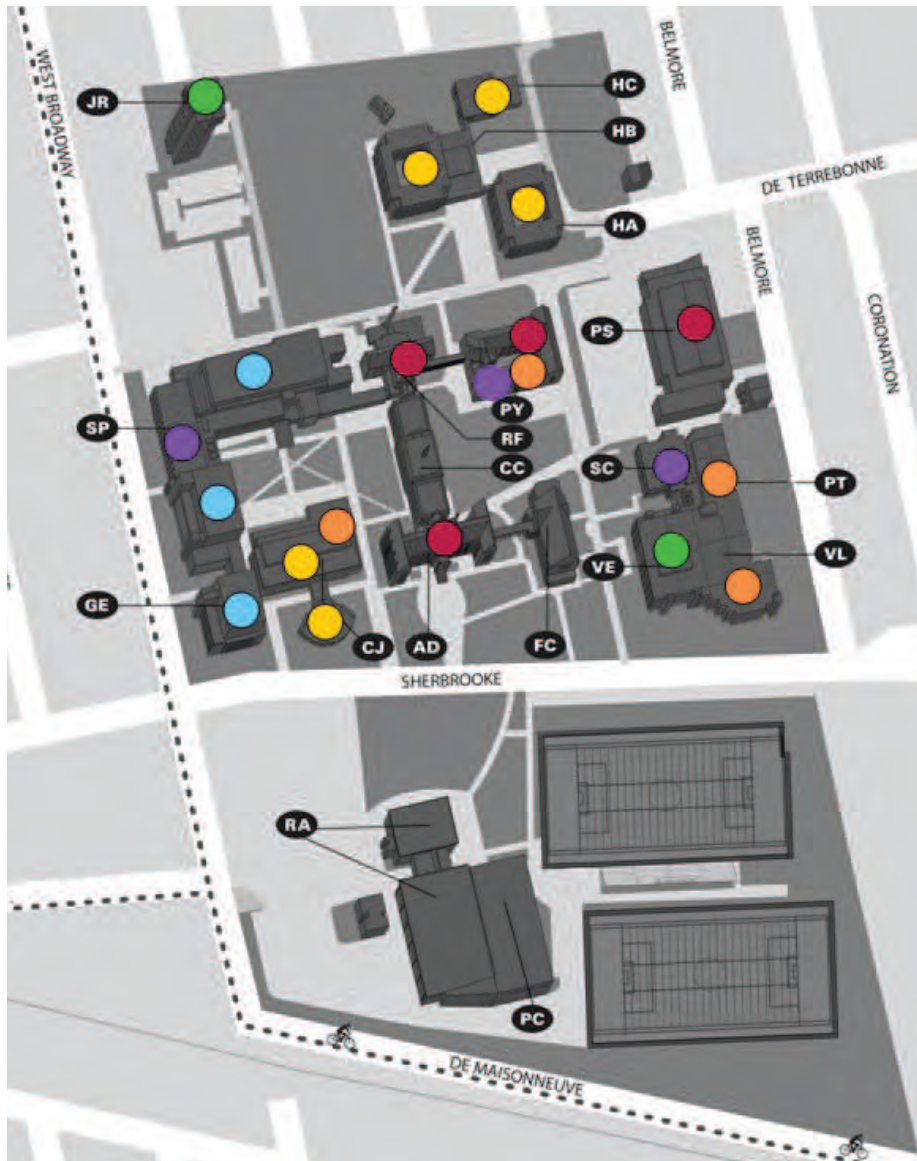 WEST BROADWAY
JR
BELMORE
HC
HB
DE TERREBONNE
HA
BELMORE
CORONATION
PS
SP
PY
RF
CC
SC
PT
VE
VL
GE
CJ
AD
FC
SHERBROOKE
RA
PC
DE MAISONNEUVE